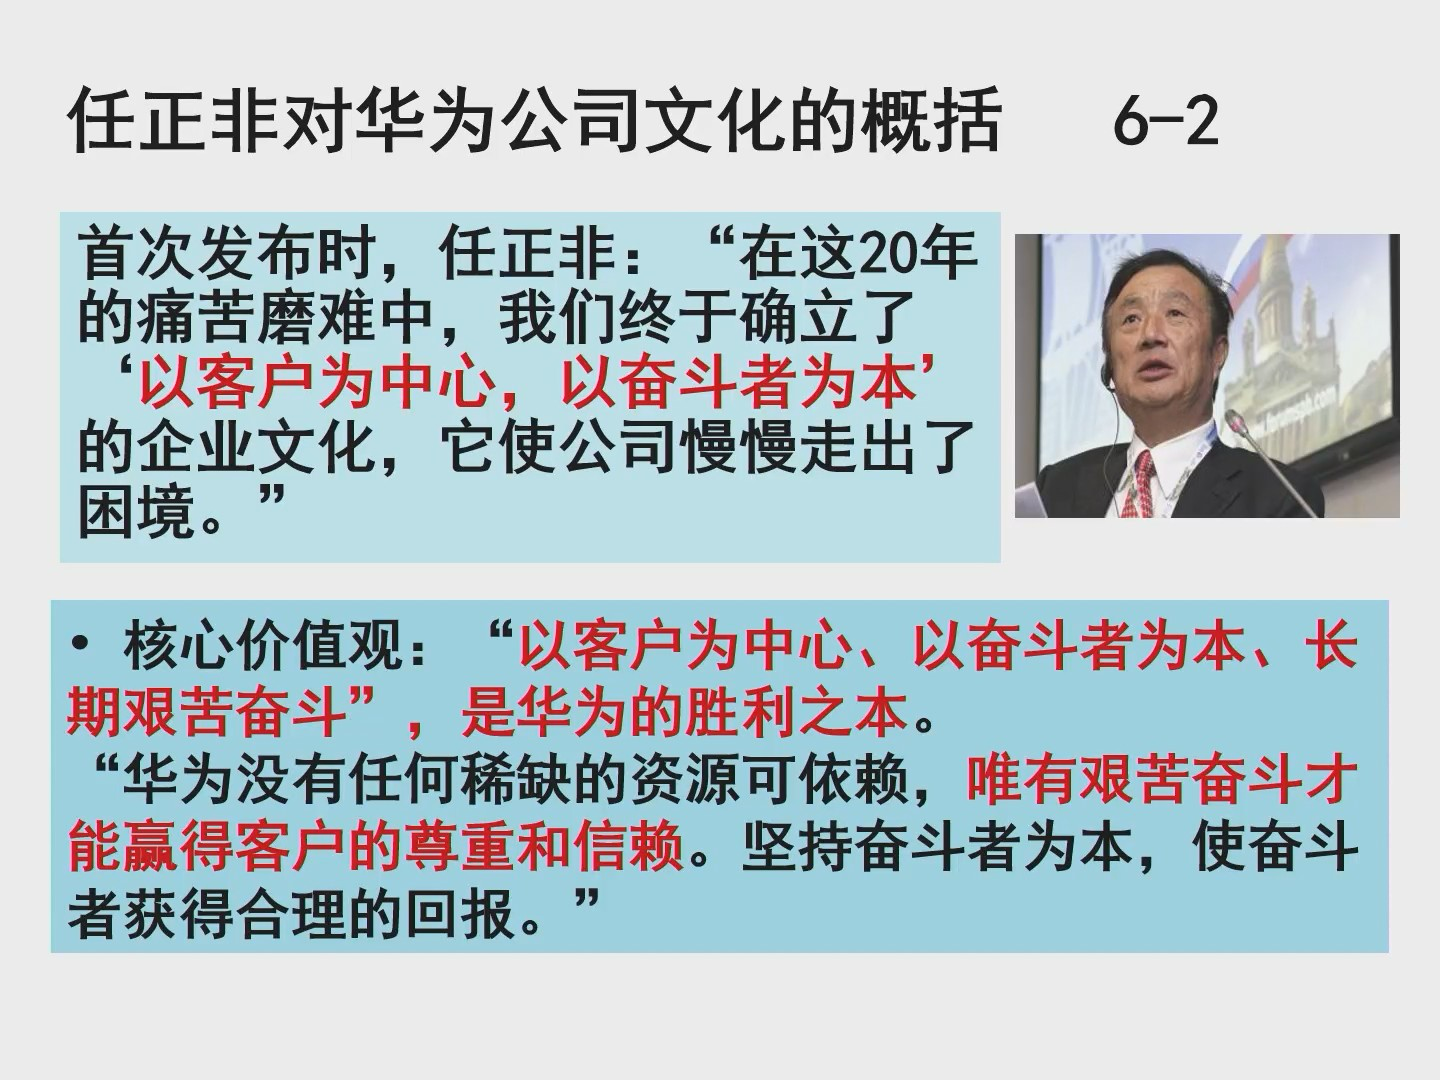 任正非对华为公司文化的概括 6-2
首次发布时，任正非：“在这20年
的痛苦磨难中，我们终于确立了
‘以客户为中心，以奋斗者为本’
的企业文化，它使公司慢慢走出了
困境。”
• 核心价值观：“以客户为中心、以奋斗者为本、长
期艰苦奋斗”，是华为的胜利之本。
“华为没有任何稀缺的资源可依赖，唯有艰苦奋斗才
能赢得客户的尊重和信赖。坚持奋斗者为本，使奋斗
者获得合理的回报。”